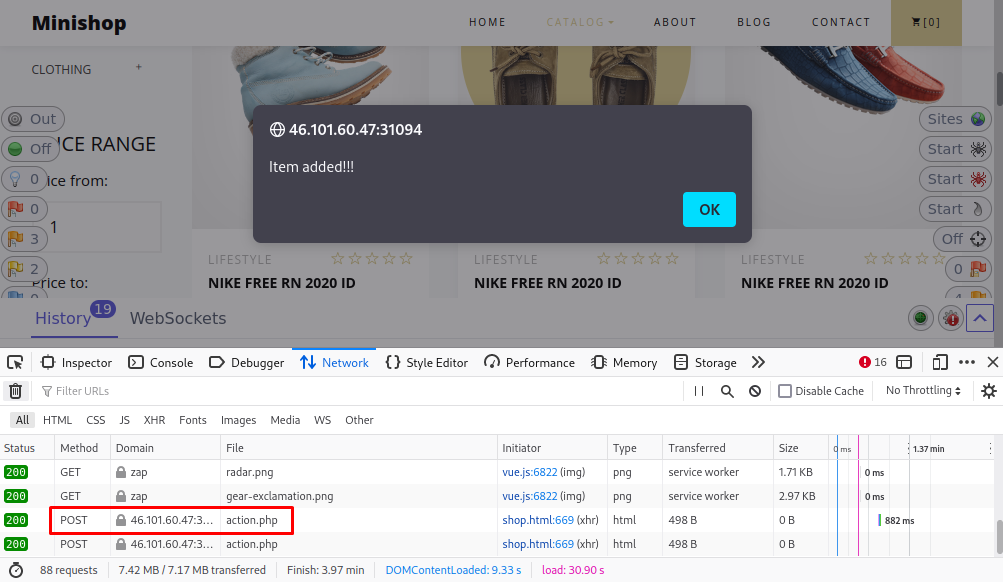 Minishop HOME CATALOG ABOUT BLOG CONTACT [0]
CLOTHING +
46.101.60.47:31094
Out Sites
Off ICE RANGE Start
Item added!!!
0 ice from: Start
0 1 OK Start
3 Off
LIFESTYLE LIFESTYLE LIFESTYLE
2 0
Price to: NIKE FREE RN 2020 ID NIKE FREE RN 2020 ID NIKE FREE RN 2020 ID
History 19 WebSockets
Inspector Console Debugger Network Style Editor Performance Memory Storage 16
Filter URLs Disable Cache No Throttling
All HTML CSS JS XHR Fonts Images Media WS Other
Status Method Domain File Initiator Type Transferred Size 0 ms 1.37 min
200 GET zap radar.png vue.js:6822 (img) png service worker 1.71 KB 0 ms
200 GET zap gear-exclamation.png vue.js:6822 (img) png service worker 2.97 KB 0 ms
200 POST 46.101.60.47:3... action.php shop.html:669 (xhr) html 498 B 0 B 882 ms
200 POST 46.101.60.47:3... action.php shop.html:669 (xhr) html 498 B 0 B
88 requests 7.42 MB / 7.17 MB transferred Finish: 3.97 min DOMContentLoaded: 9.33 s load: 30.90 s